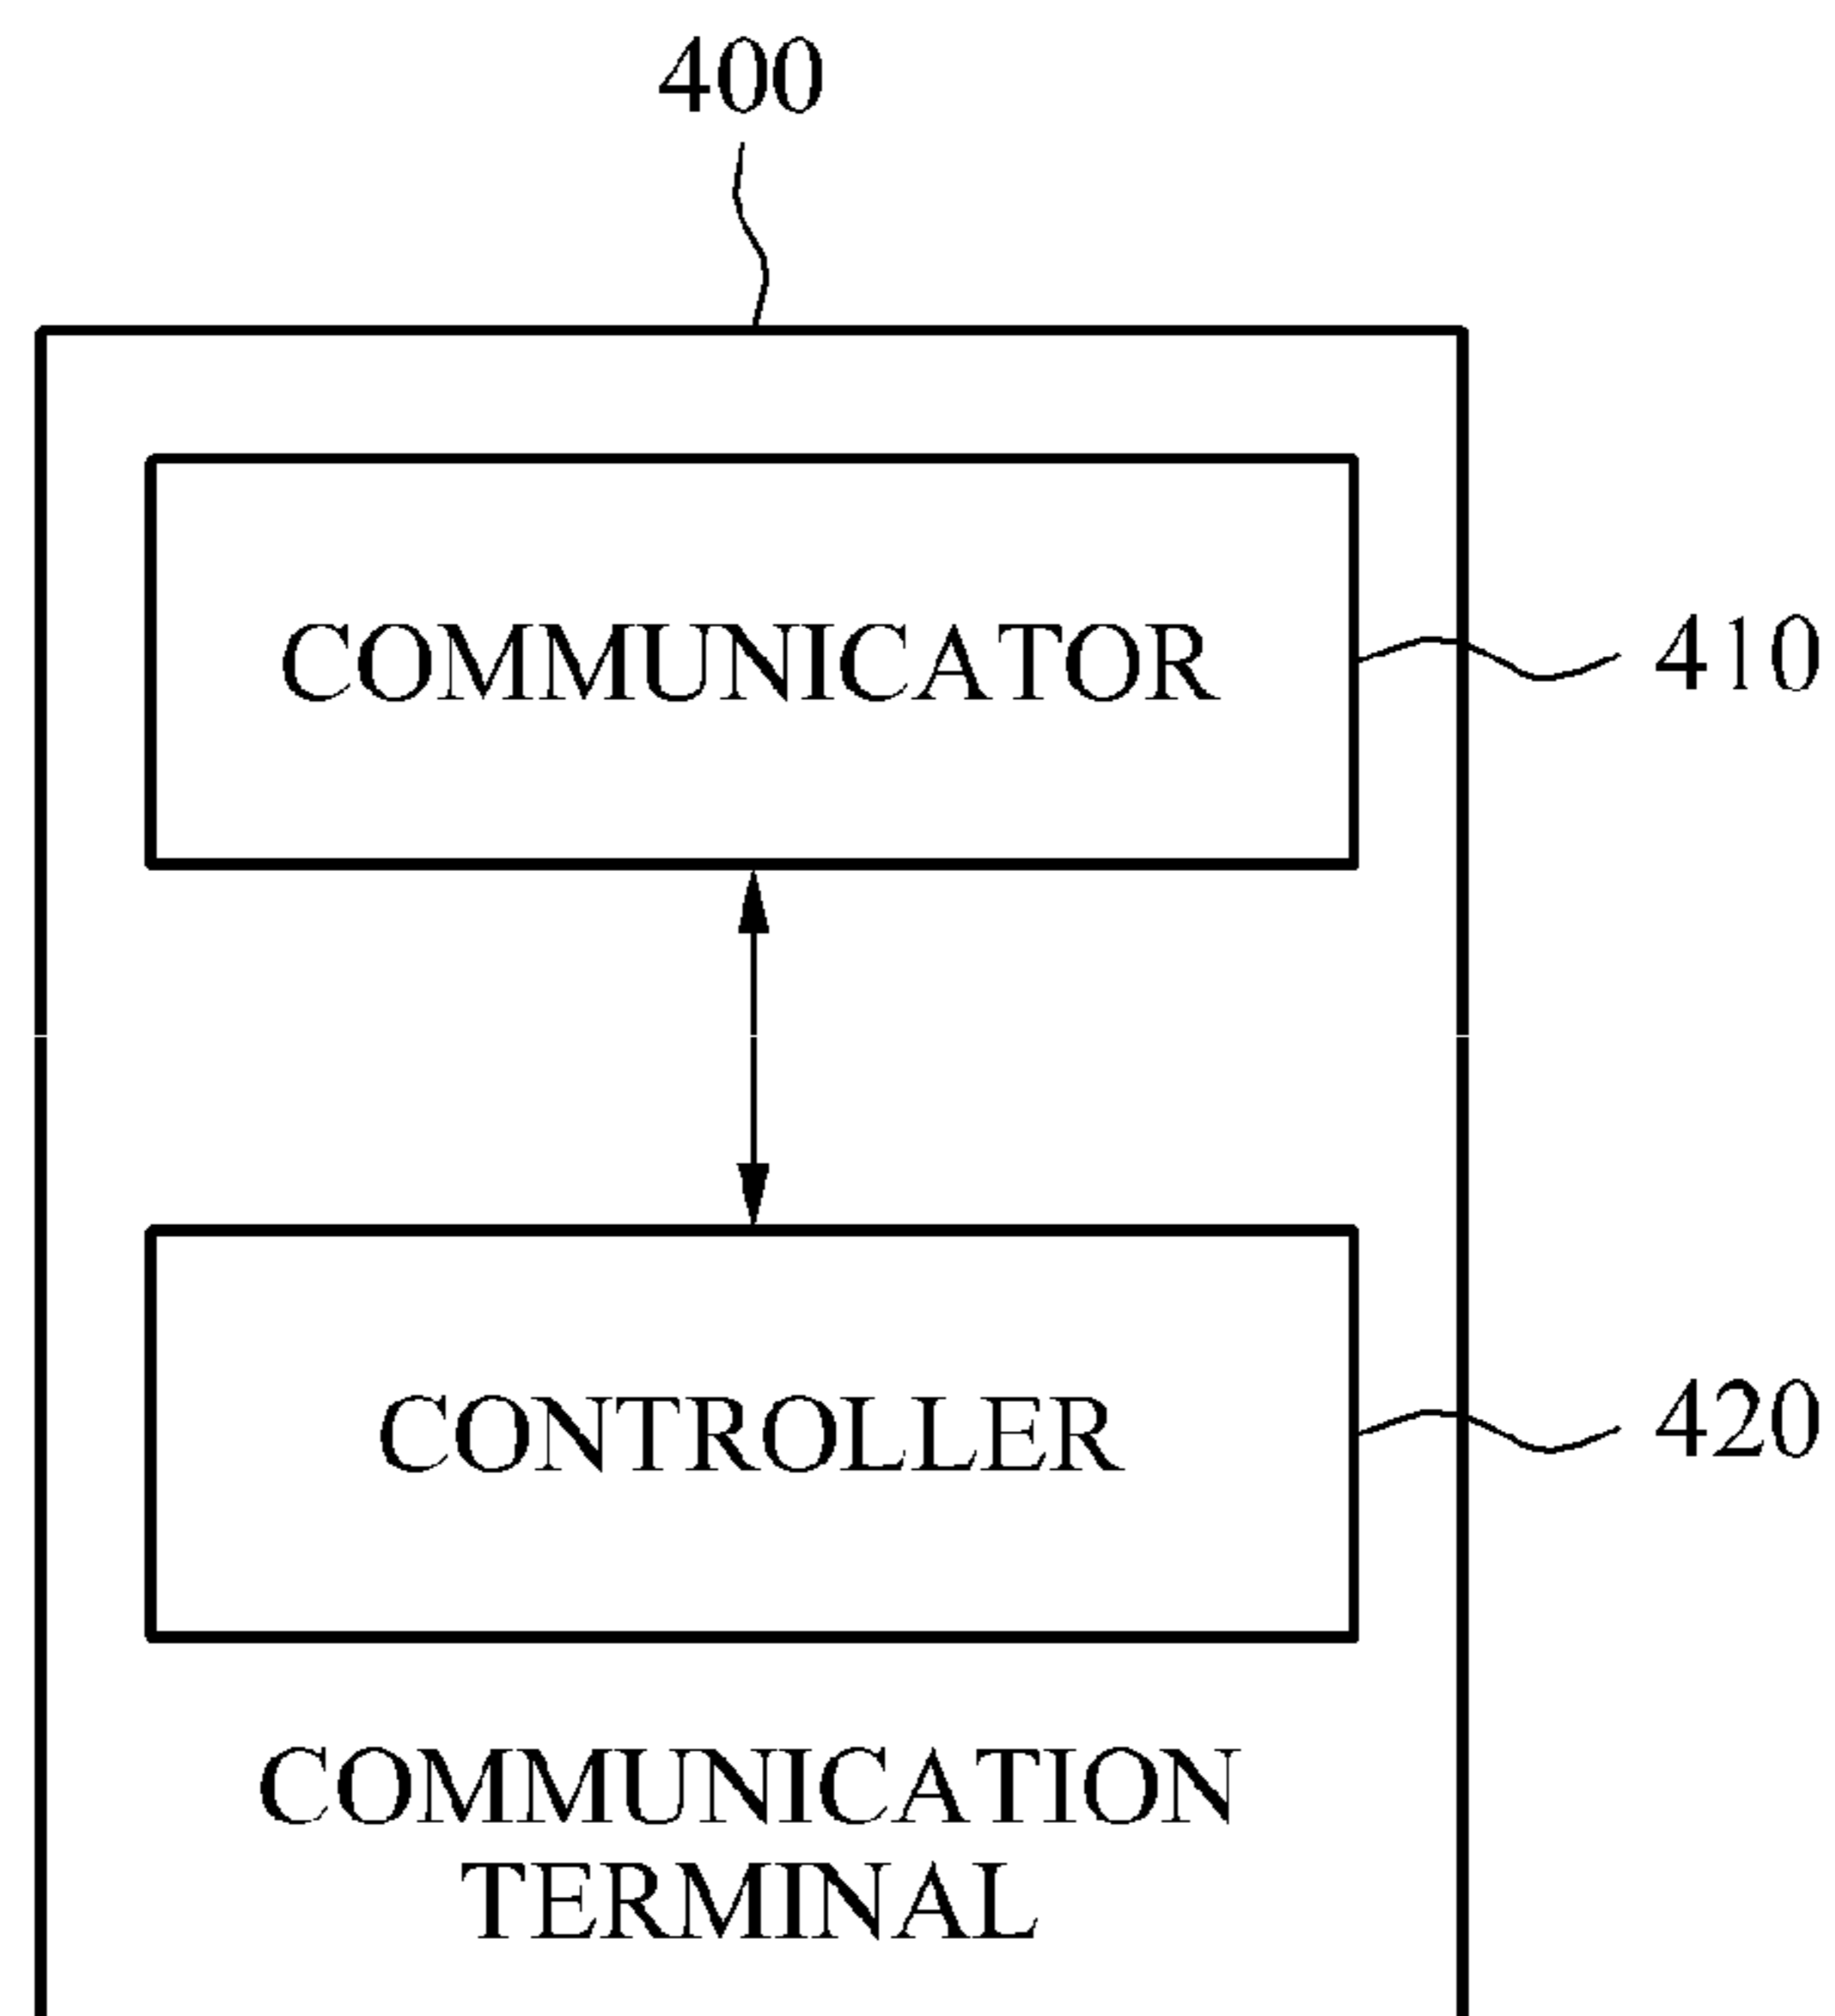 400
COMMUNICATOR
410
CONTROLLER
420
COMMUNICATION
TERMINAL